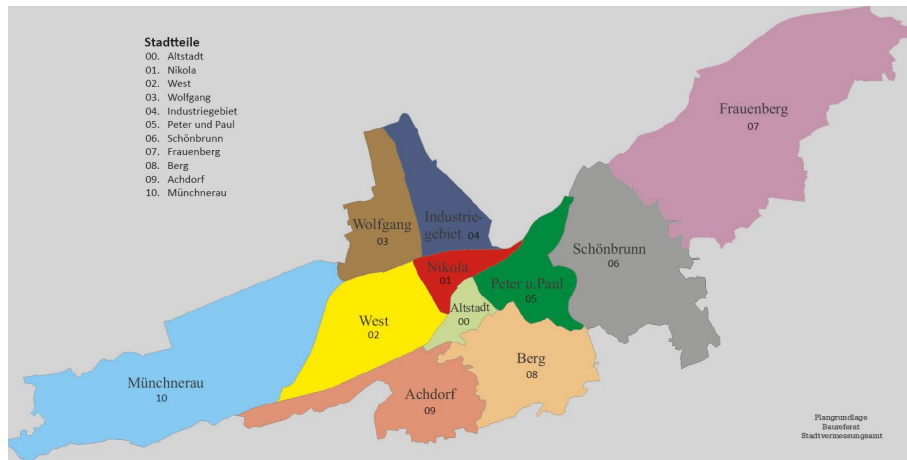 Stadtteile
00. Altstadt
01. Nikola
02. West
03. Wolfgang
04. Industriegebiet
05. Peter und Paul
06. Schönbrunn
07. Frauenberg
08. Berg
09. Achdorf
10. Münchnerau
Frauenberg
07
Wolfgang
03
Industrie-
gebiet 04
Schönbrunn
06
Nikola
01
Peter u.Paul
05
Altstadt
00
West
02
Berg
08
Münchnerau
10
Achdorf
09
Plangrundlage
Baureferat
Stadtvermessungsamt